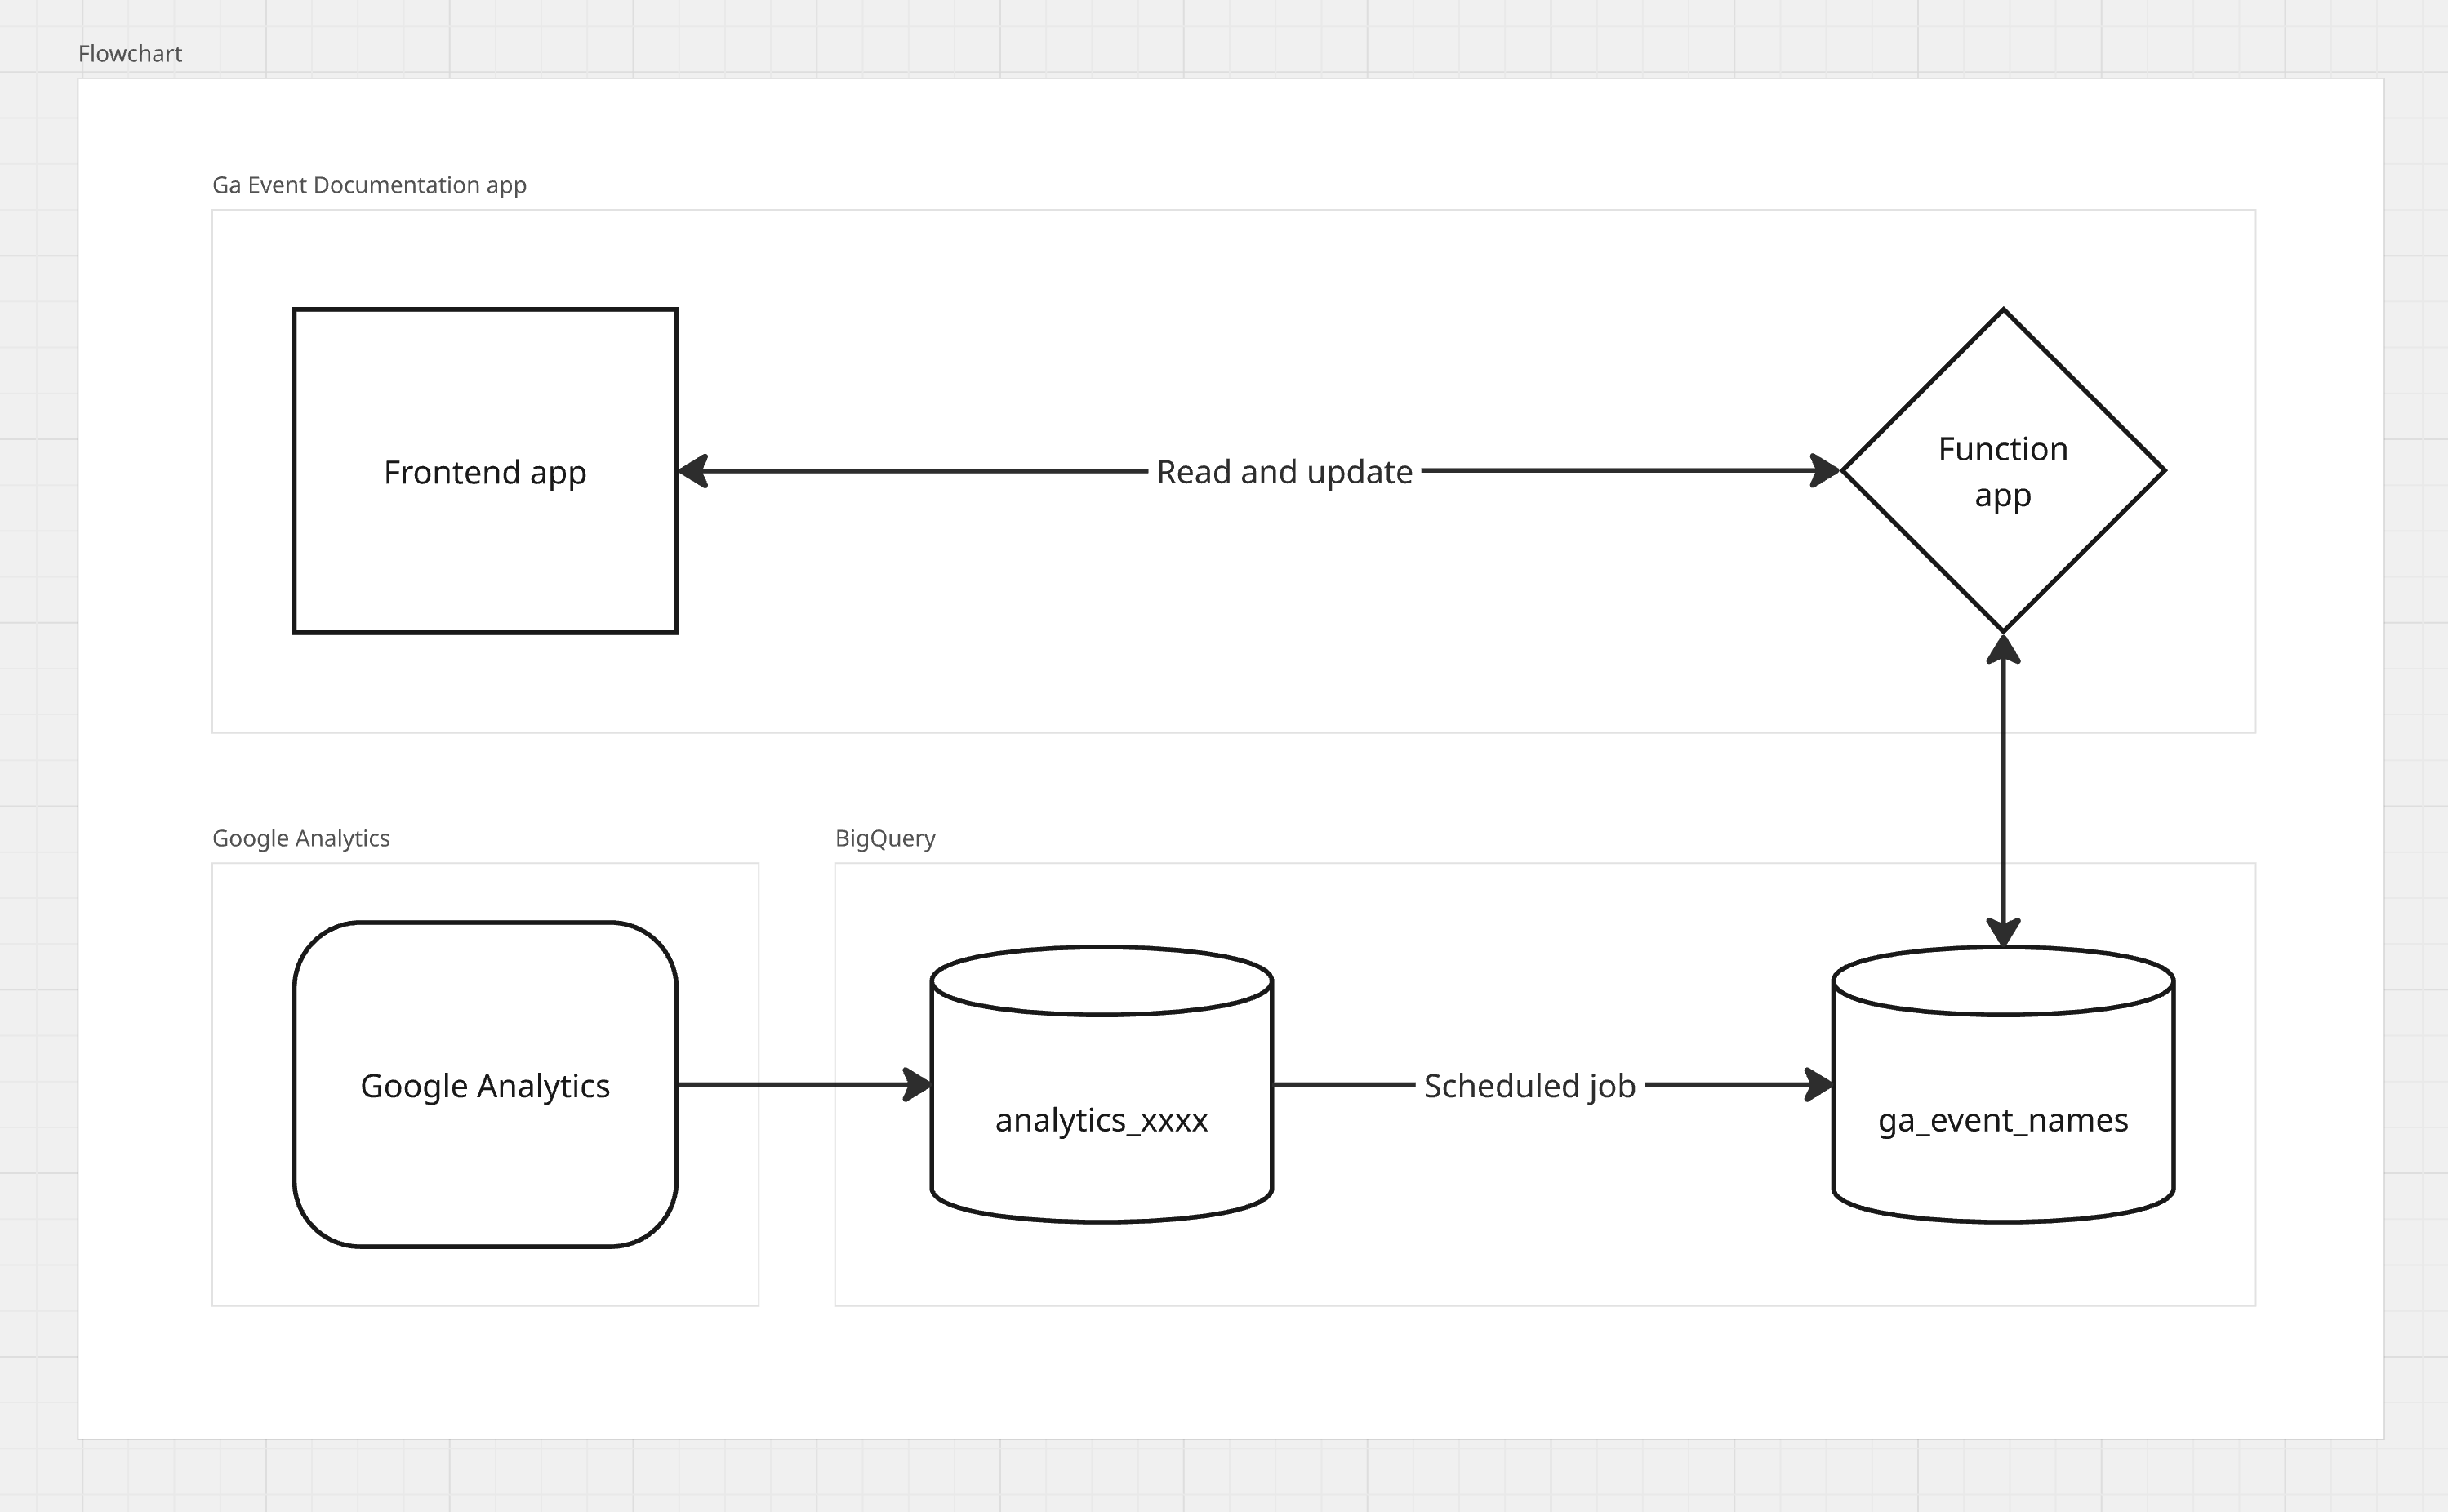 Flowchart
Ga Event Documentation app
Frontend app
Read and update
Function
app
Google Analytics
BigQuery
Google Analytics
analytics_xxxx
Scheduled job
ga_event_names